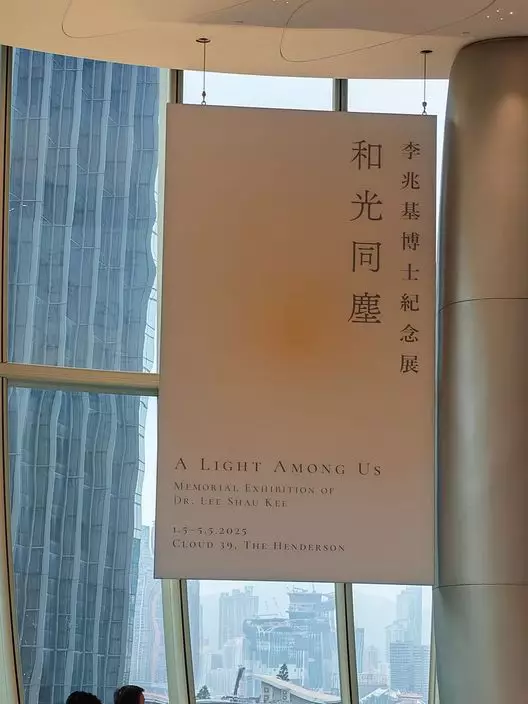 李兆基博士紀念展
和光同塵
A Light Among Us
Memorial Exhibition of
Dr. Lee Shau Kee
1.5–5.5.2025
Cloud 39, The Henderson